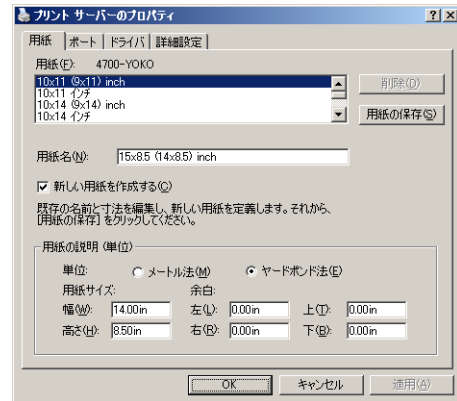 プリント サーバーのプロパティ
用紙 ポート ドライバ 詳細設定
用紙(F): 4700-YOKO
10x11 (9x11) inch
10x11 インチ
10x14 (9x14) inch
10x14 インチ
削除(D)
用紙の保存(S)
用紙名(N): 15x8.5 (14x8.5) inch
新しい用紙を作成する(C)
既存の名前と寸法を編集し、新しい用紙を定義します。それから、
[用紙の保存] をクリックしてください。
用紙の説明 (単位)
単位: メートル法(M) ヤードポンド法(E)
用紙サイズ: 余白:
幅(W): 14.00in 左(L): 0.00in 上(T): 0.00in
高さ(H): 8.50in 右(R): 0.00in 下(B): 0.00in
OK キャンセル 適用(A)